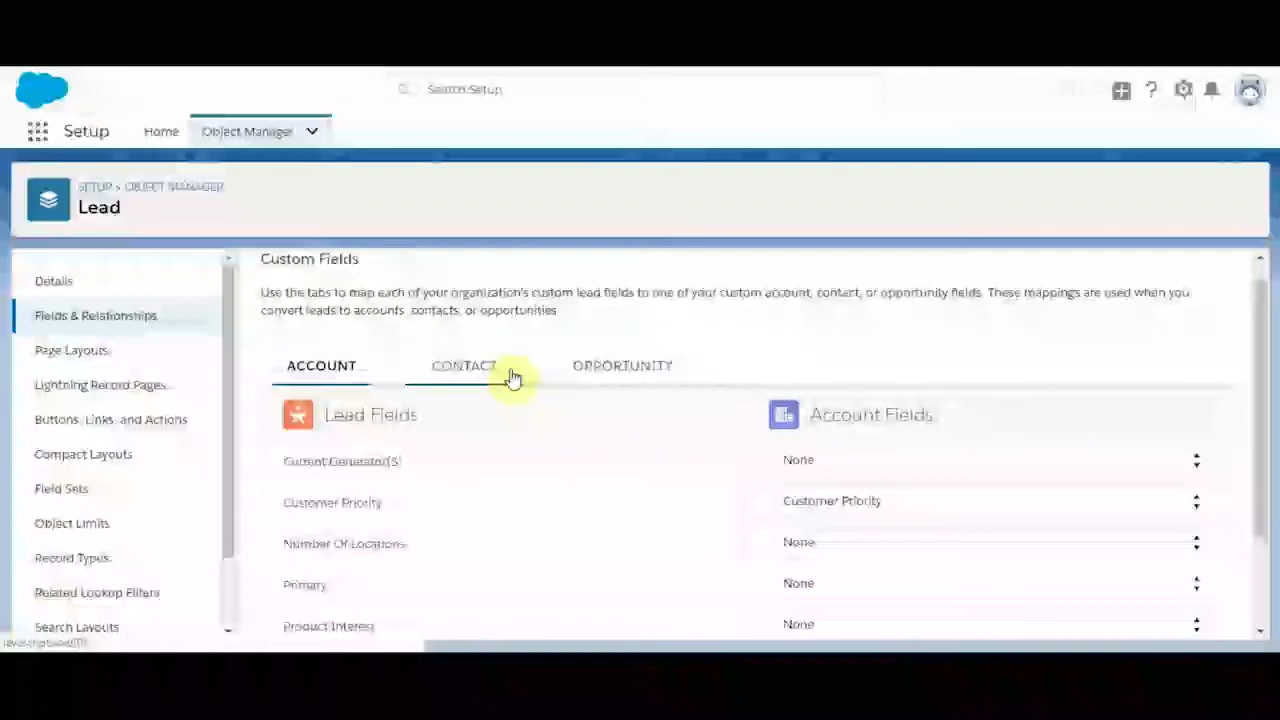 Search Setup
Setup
Home
Object Manager
SETUP > OBJECT MANAGER
Lead
Details
Fields & Relationships
Page Layouts
Lightning Record Pages
Buttons, Links, and Actions
Compact Layouts
Field Sets
Object Limits
Record Types
Related Lookup Filters
Search Layouts
Custom Fields
Use the tabs to map each of your organization's custom lead fields to one of your custom account, contact, or opportunity fields. These mappings are used when you
convert leads to accounts, contacts, or opportunities
ACCOUNT
CONTACT
OPPORTUNITY
Lead Fields
Account Fields
Current Generator(S)
None
Customer Priority
Customer Priority
Number Of Locations
None
Primary
None
Product Interest
None